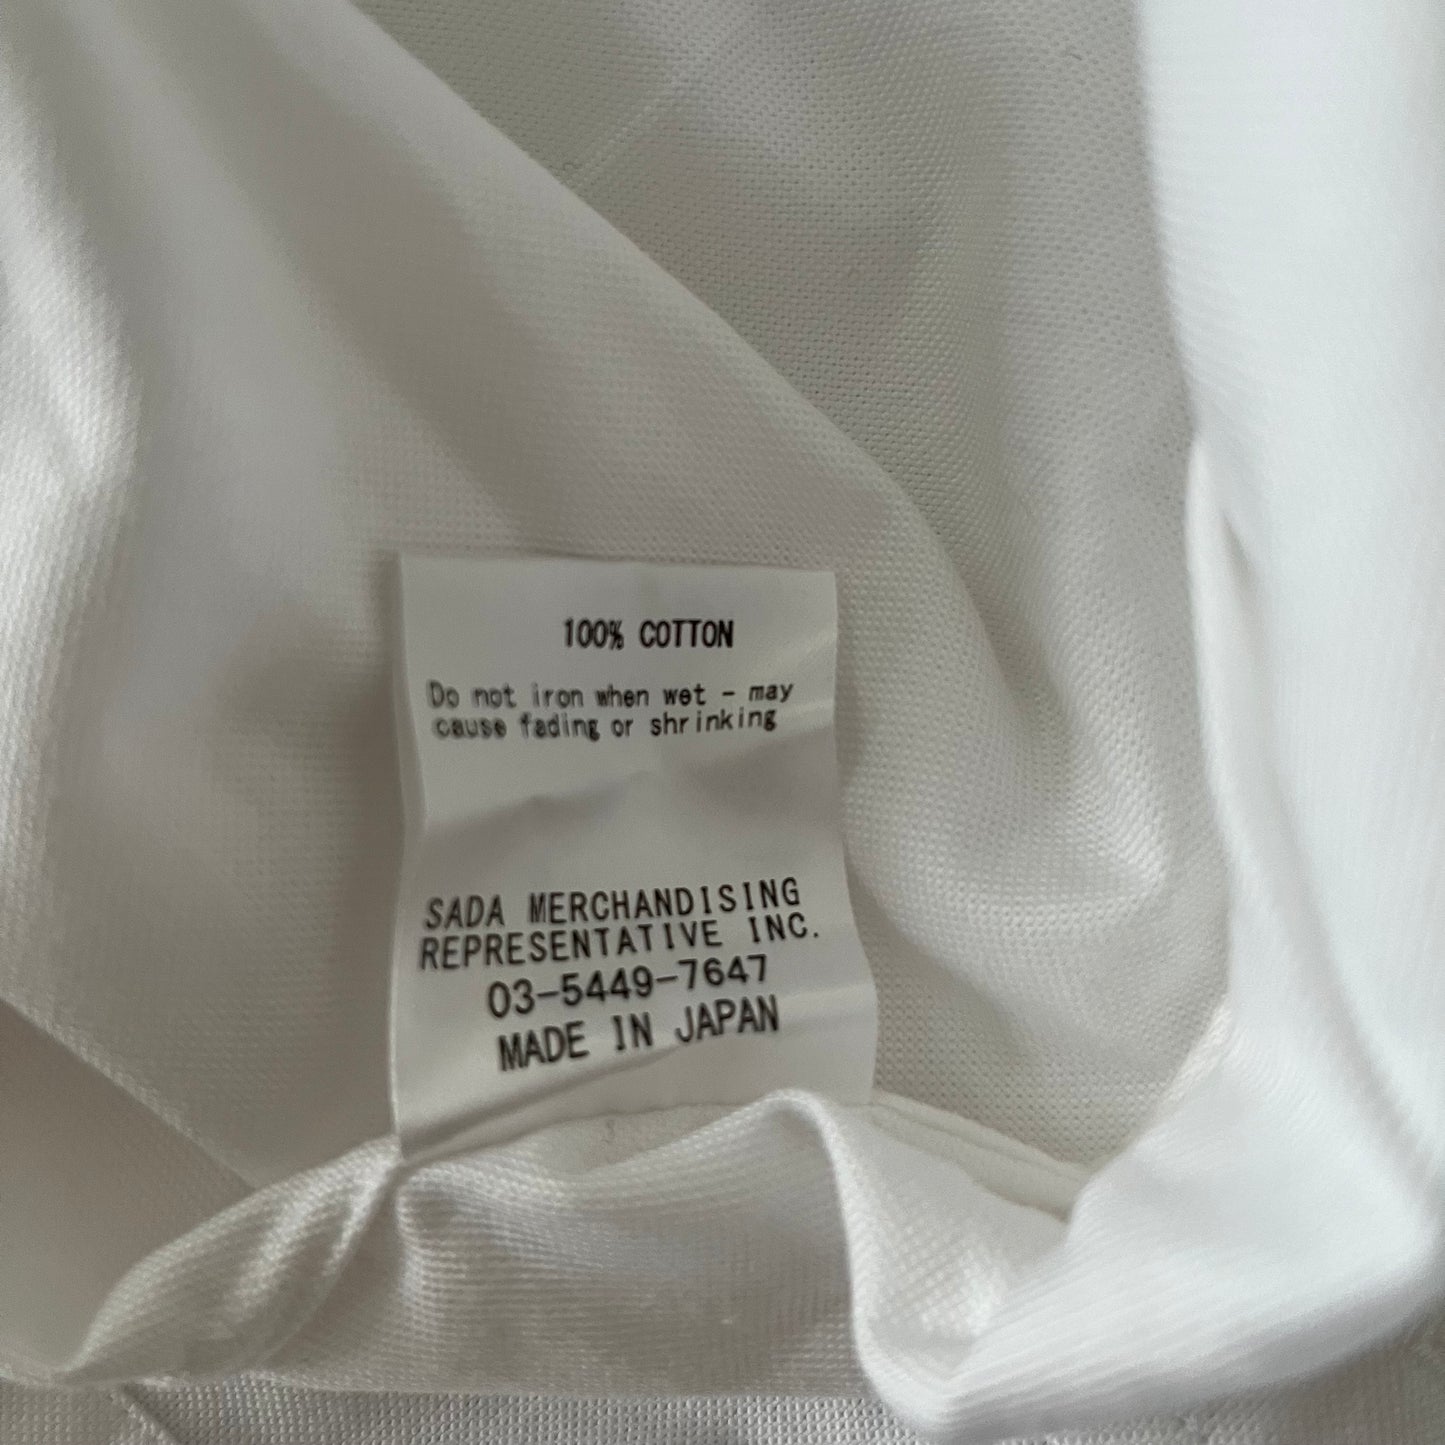 100% COTTON
Do not iron when wet - may
cause fading or shrinking
SADA MERCHANDISING
REPRESENTATIVE INC.
03-5449-7647
MADE IN JAPAN